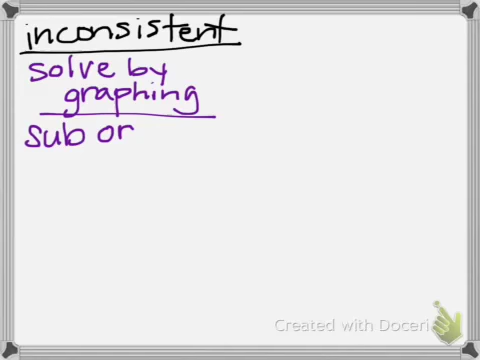 inconsistent
solve by
graphing
sub or
Created with Doceri